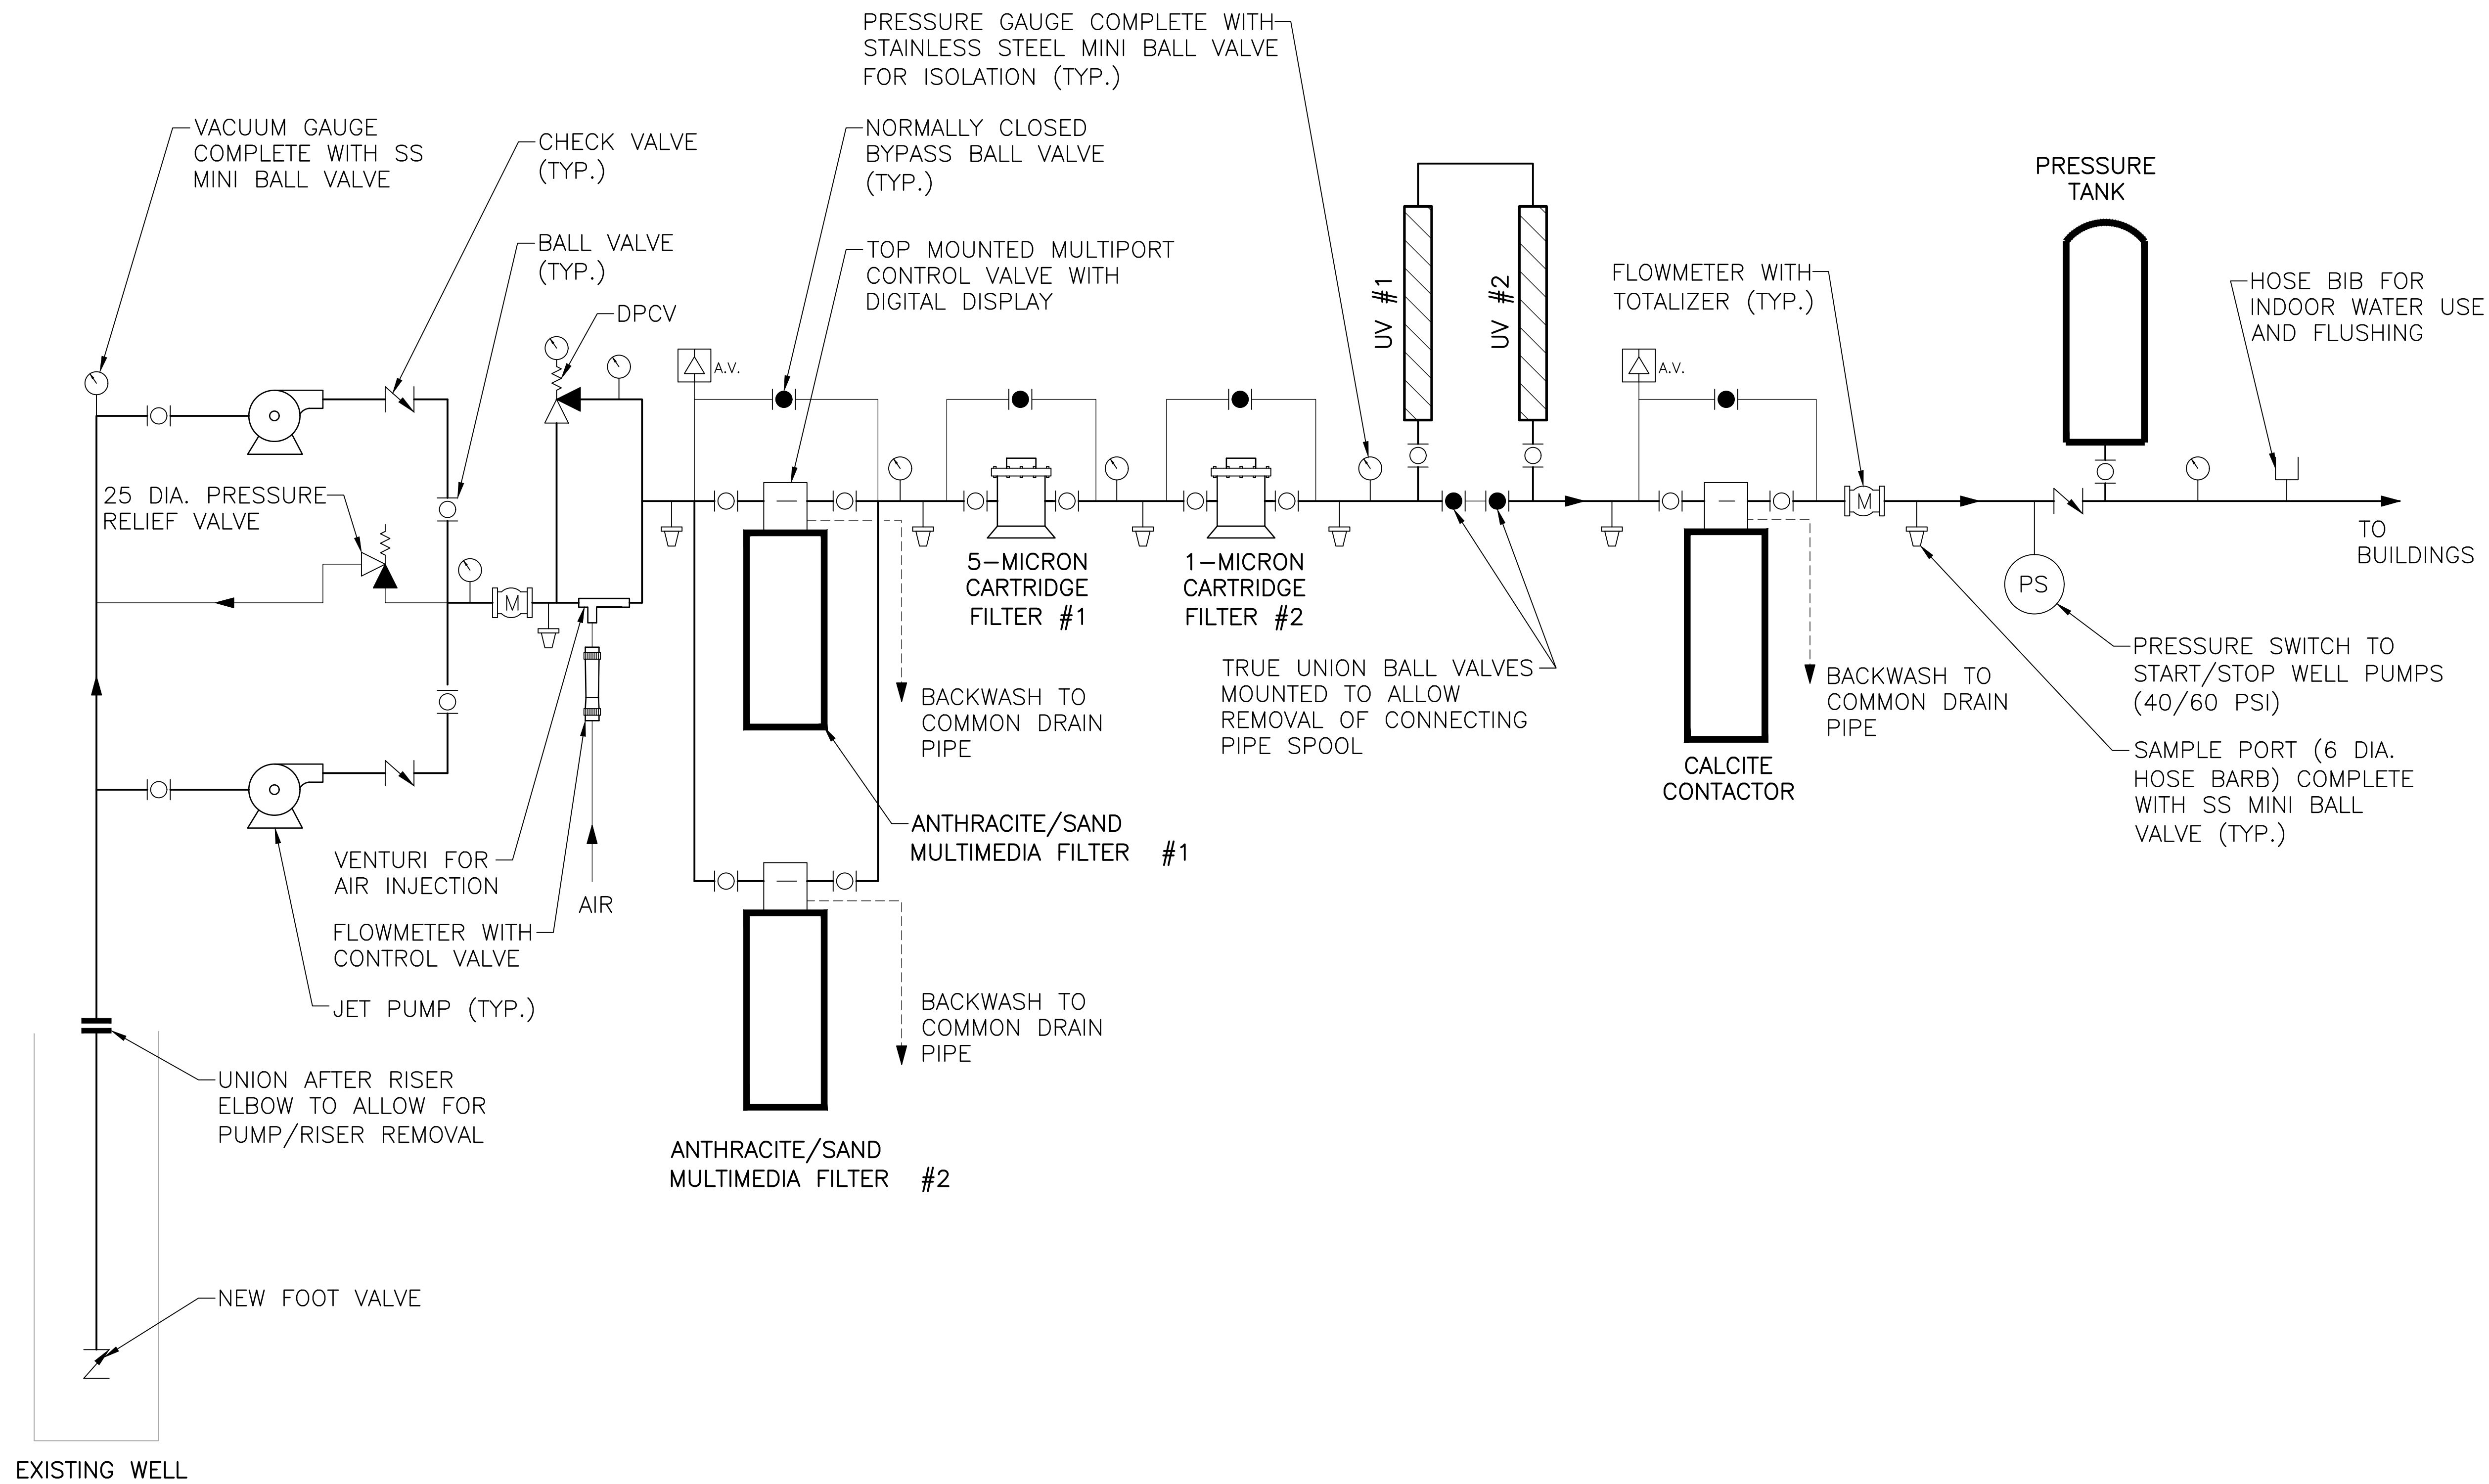 PRESSURE GAUGE COMPLETE WITH
STAINLESS STEEL MINI BALL VALVE
FOR ISOLATION (TYP.)
VACUUM GAUGE
COMPLETE WITH SS
MINI BALL VALVE
CHECK VALVE
(TYP.)
NORMALLY CLOSED
BYPASS BALL VALVE
(TYP.)
PRESSURE
TANK
BALL VALVE
(TYP.)
TOP MOUNTED MULTIPORT
CONTROL VALVE WITH
DIGITAL DISPLAY
UV #1
UV #2
FLOWMETER WITH
TOTALIZER (TYP.)
HOSE BIB FOR
INDOOR WATER USE
AND FLUSHING
DPCV
A.V.
A.V.
25 DIA. PRESSURE
RELIEF VALVE
M
M
5-MICRON
CARTRIDGE
FILTER #1
1-MICRON
CARTRIDGE
FILTER #2
TO
BUILDINGS
PS
TRUE UNION BALL VALVES
MOUNTED TO ALLOW
REMOVAL OF CONNECTING
PIPE SPOOL
PRESSURE SWITCH TO
START/STOP WELL PUMPS
(40/60 PSI)
BACKWASH TO
COMMON DRAIN
PIPE
BACKWASH TO
COMMON DRAIN
PIPE
CALCITE
CONTACTOR
SAMPLE PORT (6 DIA.
HOSE BARB) COMPLETE
WITH SS MINI BALL
VALVE (TYP.)
ANTHRACITE/SAND
MULTIMEDIA FILTER #1
VENTURI FOR
AIR INJECTION
AIR
FLOWMETER WITH
CONTROL VALVE
JET PUMP (TYP.)
BACKWASH TO
COMMON DRAIN
PIPE
UNION AFTER RISER
ELBOW TO ALLOW FOR
PUMP/RISER REMOVAL
ANTHRACITE/SAND
MULTIMEDIA FILTER #2
NEW FOOT VALVE
EXISTING WELL